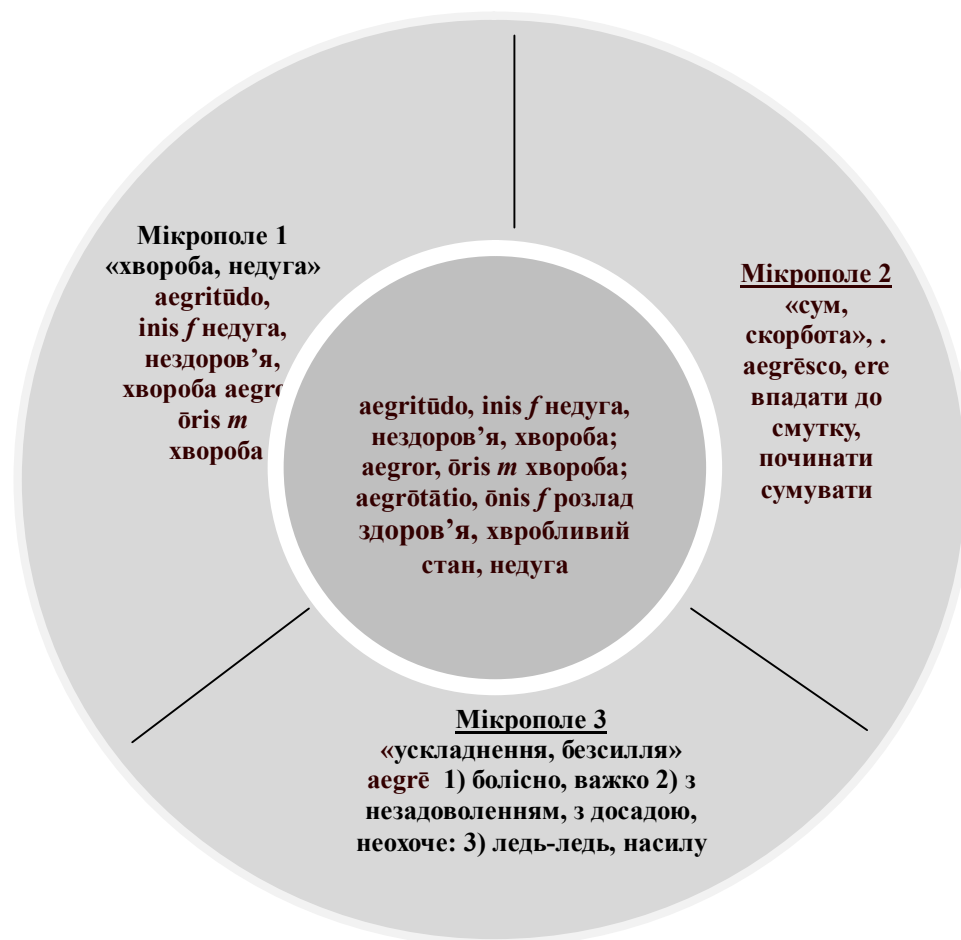 Мікрополе 1
«хвороба, недуга»
aegritūdo,
inis f недуга,
нездоров’я,
хвороба aegro
ōris m
хвороба
aegritūdo, inis f недуга,
нездоров’я, хвороба;
aegror, ōris m хвороба;
aegrōtātio, ōnis f розлад
здоров’я, хвробливий
стан, недуга
Мікрополе 2
«сум,
скорбота», .
aegrēsco, ere
впадати до
смутку,
починати
сумувати
Мікрополе 3
«ускладнення, безсилля»
aegrē 1) болісно, важко 2) з
незадоволенням, з досадою,
неохоче: 3) ледь-ледь, насилу